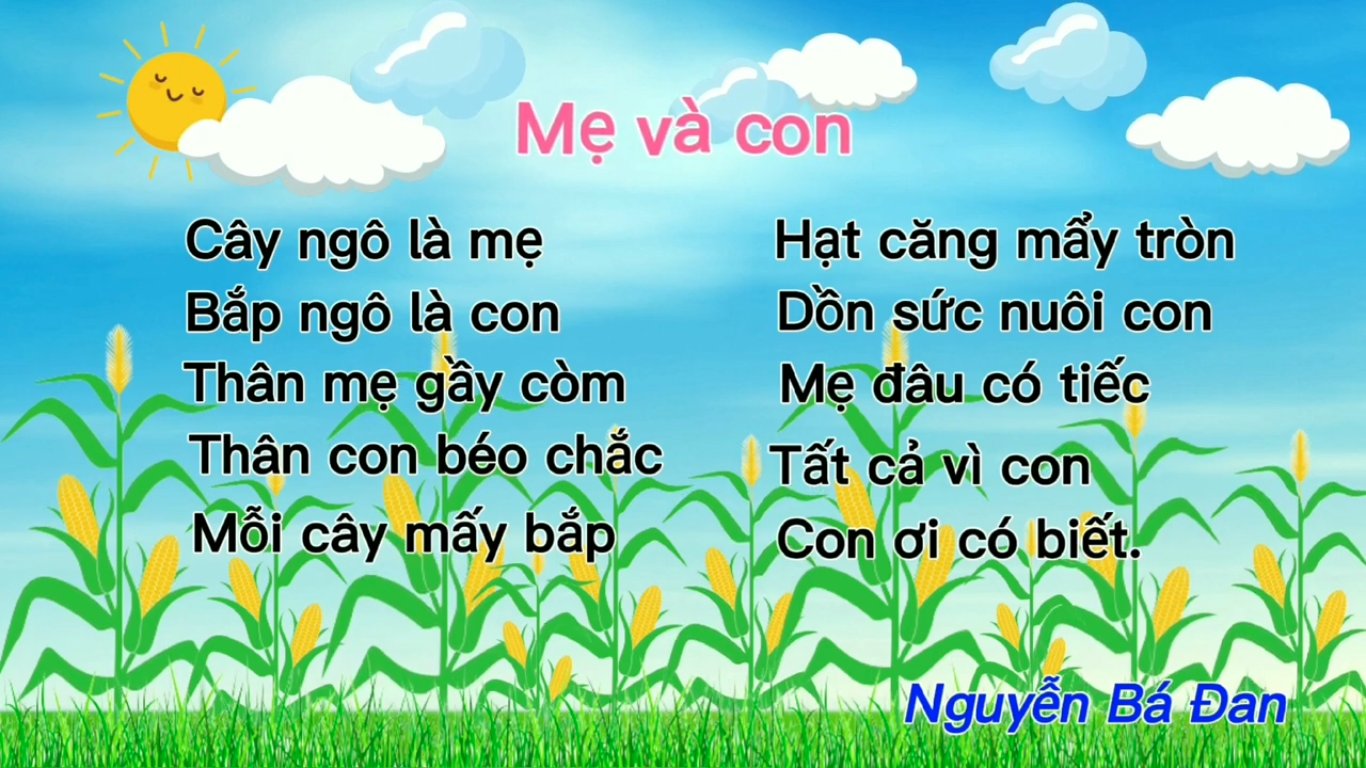 Mẹ và con
Cây ngô là mẹ
Bắp ngô là con
Thân mẹ gầy còm
Thân con béo chắc
Mỗi cây mấy bắp
Hạt căng mẩy tròn
Dồn sức nuôi con
Mẹ đâu có tiếc
Tất cả vì con
Con ơi có biết.
Nguyễn Bá Đan